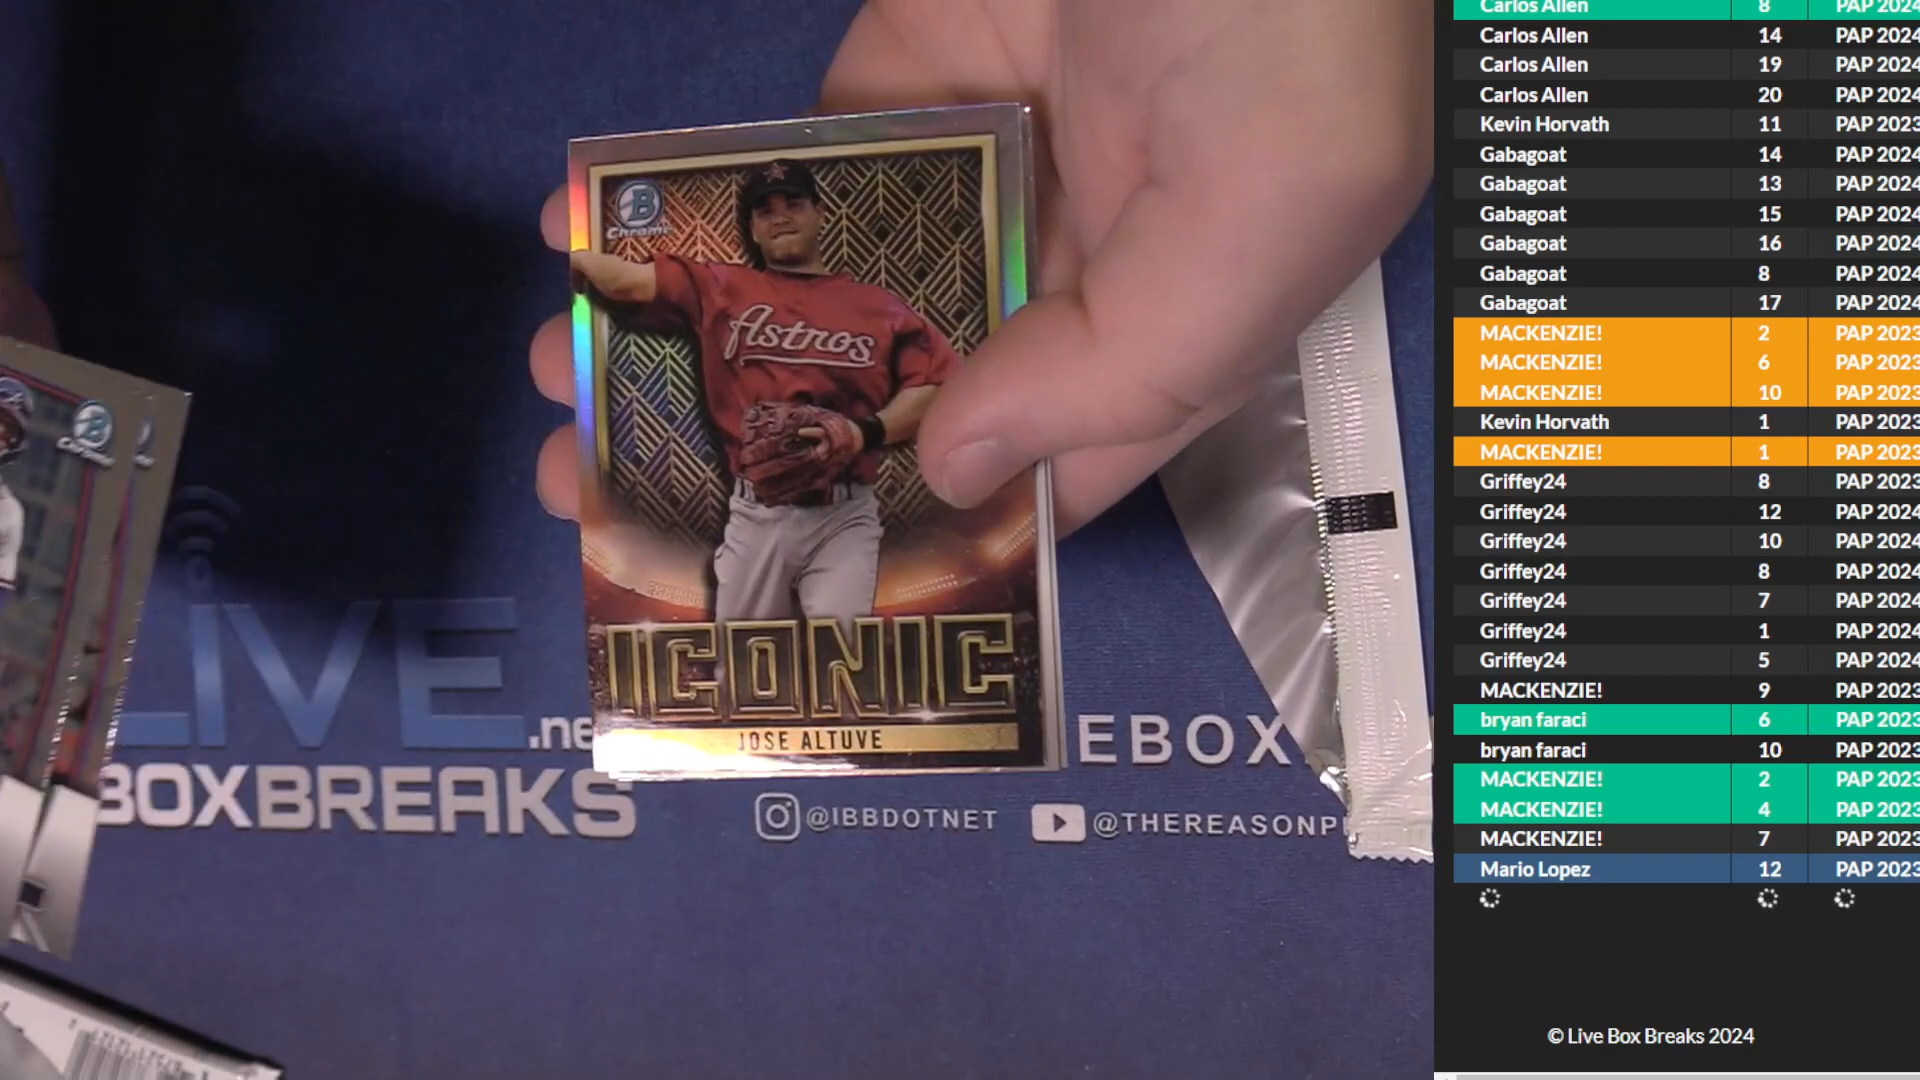 B
Chrome
Astros
ICONIC
JOSE ALTUVE
B
Chrome
LIVE.ne
BOXBREAKS
EBOX
@IBBDOTNET
@THEREASONP
Carlos Allen 8 PAP 2024
Carlos Allen 14 PAP 2024
Carlos Allen 19 PAP 2024
Carlos Allen 20 PAP 2024
Kevin Horvath 11 PAP 2023
Gabagoat 14 PAP 2024
Gabagoat 13 PAP 2024
Gabagoat 15 PAP 2024
Gabagoat 16 PAP 2024
Gabagoat 8 PAP 2024
Gabagoat 17 PAP 2024
MACKENZIE! 2 PAP 2023
MACKENZIE! 6 PAP 2023
MACKENZIE! 10 PAP 2023
Kevin Horvath 1 PAP 2023
MACKENZIE! 1 PAP 2023
Griffey24 8 PAP 2024
Griffey24 12 PAP 2024
Griffey24 10 PAP 2024
Griffey24 8 PAP 2024
Griffey24 7 PAP 2024
Griffey24 1 PAP 2024
Griffey24 5 PAP 2024
MACKENZIE! 9 PAP 2023
bryan faraci 6 PAP 2023
bryan faraci 10 PAP 2023
MACKENZIE! 2 PAP 2023
MACKENZIE! 4 PAP 2023
MACKENZIE! 7 PAP 2023
Mario Lopez 12 PAP 2023
© Live Box Breaks 2024